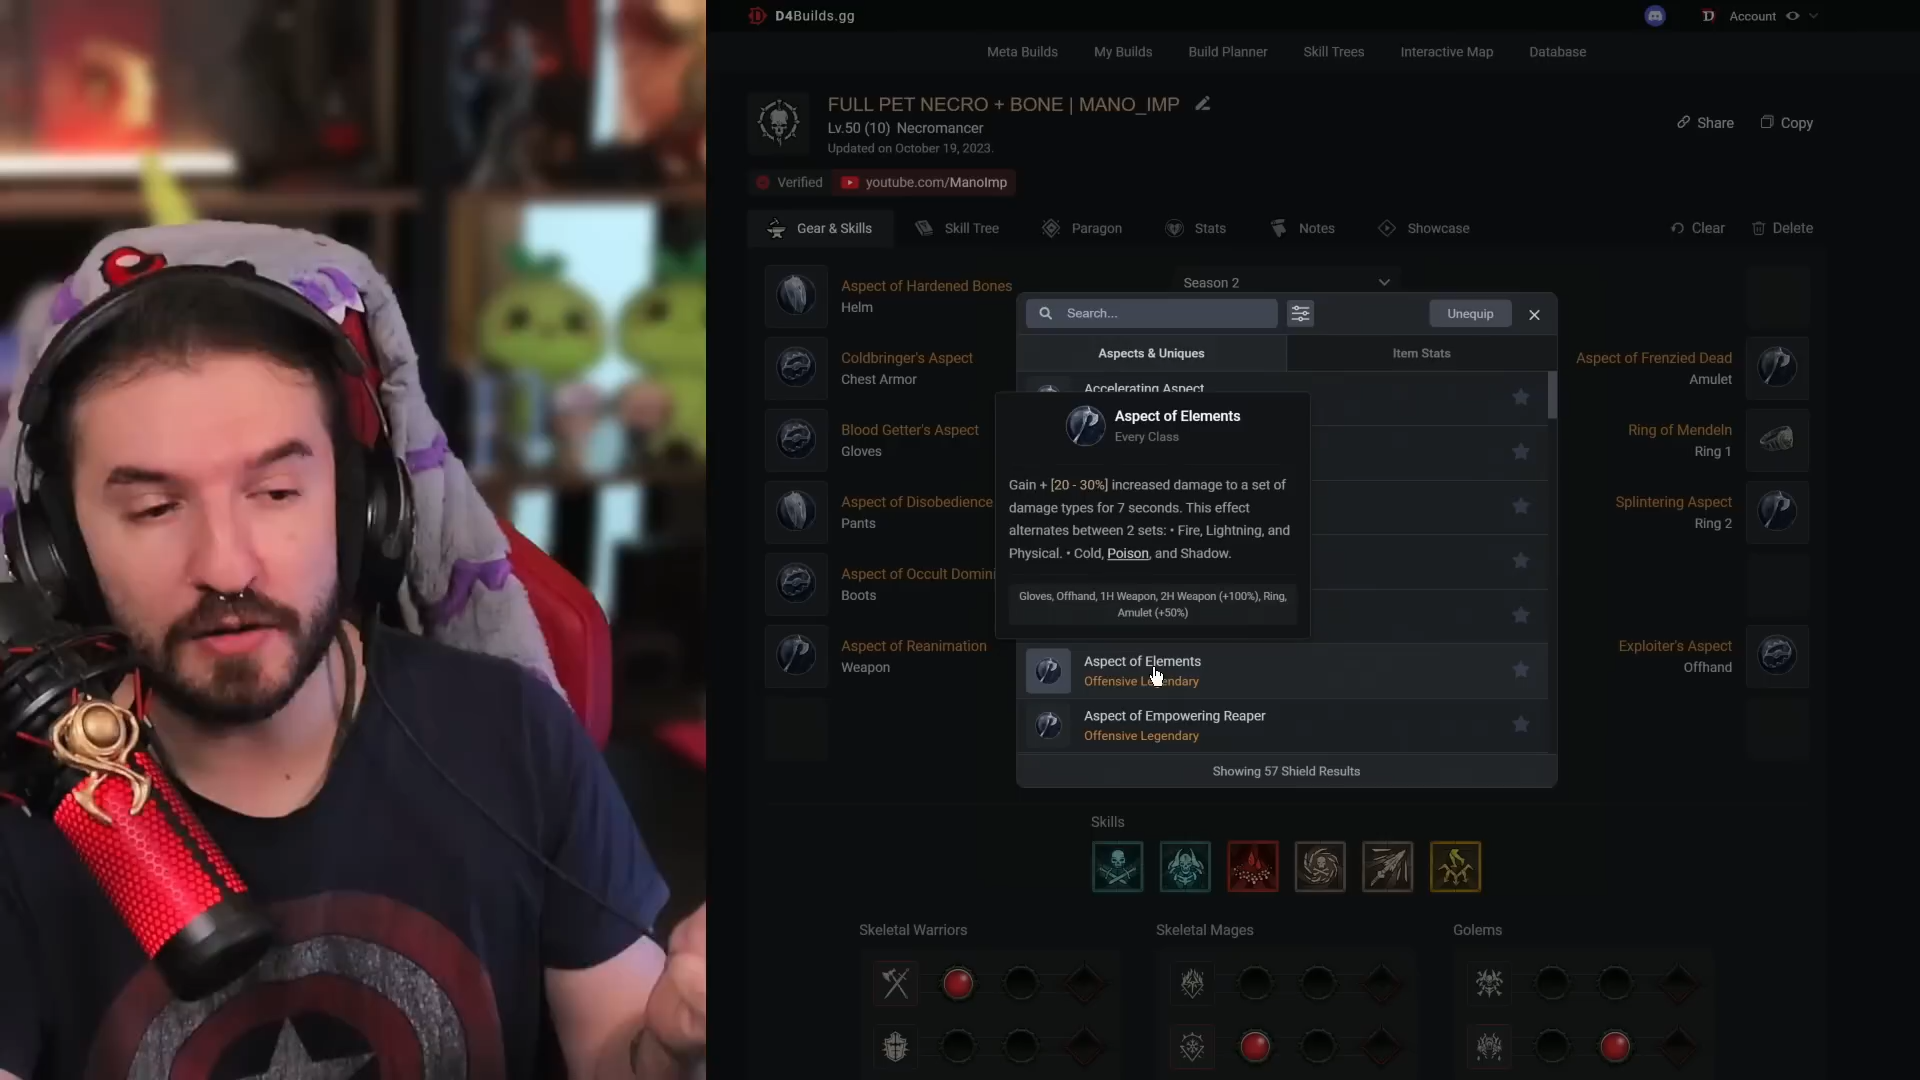 D4Builds.gg
Account
Meta Builds
My Builds
Build Planner
Skill Trees
Interactive Map
Database
FULL PET NECRO + BONE | MANO_IMP
Lv.50 (10) Necromancer
Updated on October 19, 2023.
Share
Copy
Verified
youtube.com/ManoImp
Gear & Skills
Skill Tree
Paragon
Stats
Notes
Showcase
Clear
Delete
Aspect of Hardened Bones
Helm
Coldbringer's Aspect
Chest Armor
Blood Getter's Aspect
Gloves
Aspect of Disobedience
Pants
Aspect of Occult Domini
Boots
Aspect of Reanimation
Weapon
Season 2
Search...
Unequip
Aspects & Uniques
Item Stats
Accelerating Aspect
Aspect of Elements
Every Class
Gain + [20 - 30%] increased damage to a set of
damage types for 7 seconds. This effect
alternates between 2 sets: • Fire, Lightning, and
Physical. • Cold, Poison, and Shadow.
Gloves, Offhand, 1H Weapon, 2H Weapon (+100%), Ring,
Amulet (+50%)
Aspect of Elements
Offensive Legendary
Aspect of Empowering Reaper
Offensive Legendary
Showing 57 Shield Results
Aspect of Frenzied Dead
Amulet
Ring of Mendeln
Ring 1
Splintering Aspect
Ring 2
Exploiter's Aspect
Offhand
Skills
Skeletal Warriors
Skeletal Mages
Golems